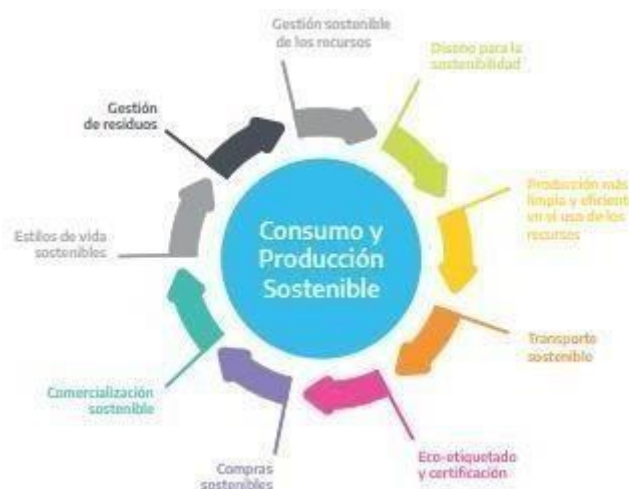 Gestión sostenible
de los recursos
Diseño para la
sostenibilidad
Producción más
limpia y eficient
en el uso de los
recursos
Transporte
sostenible
Eco-etiquetado
y certificación
Compras
sostenibles
Comercialización
sostenible
Estilos de vida
sostenibles
Gestión
de residuos
Consumo y
Producción
Sostenible